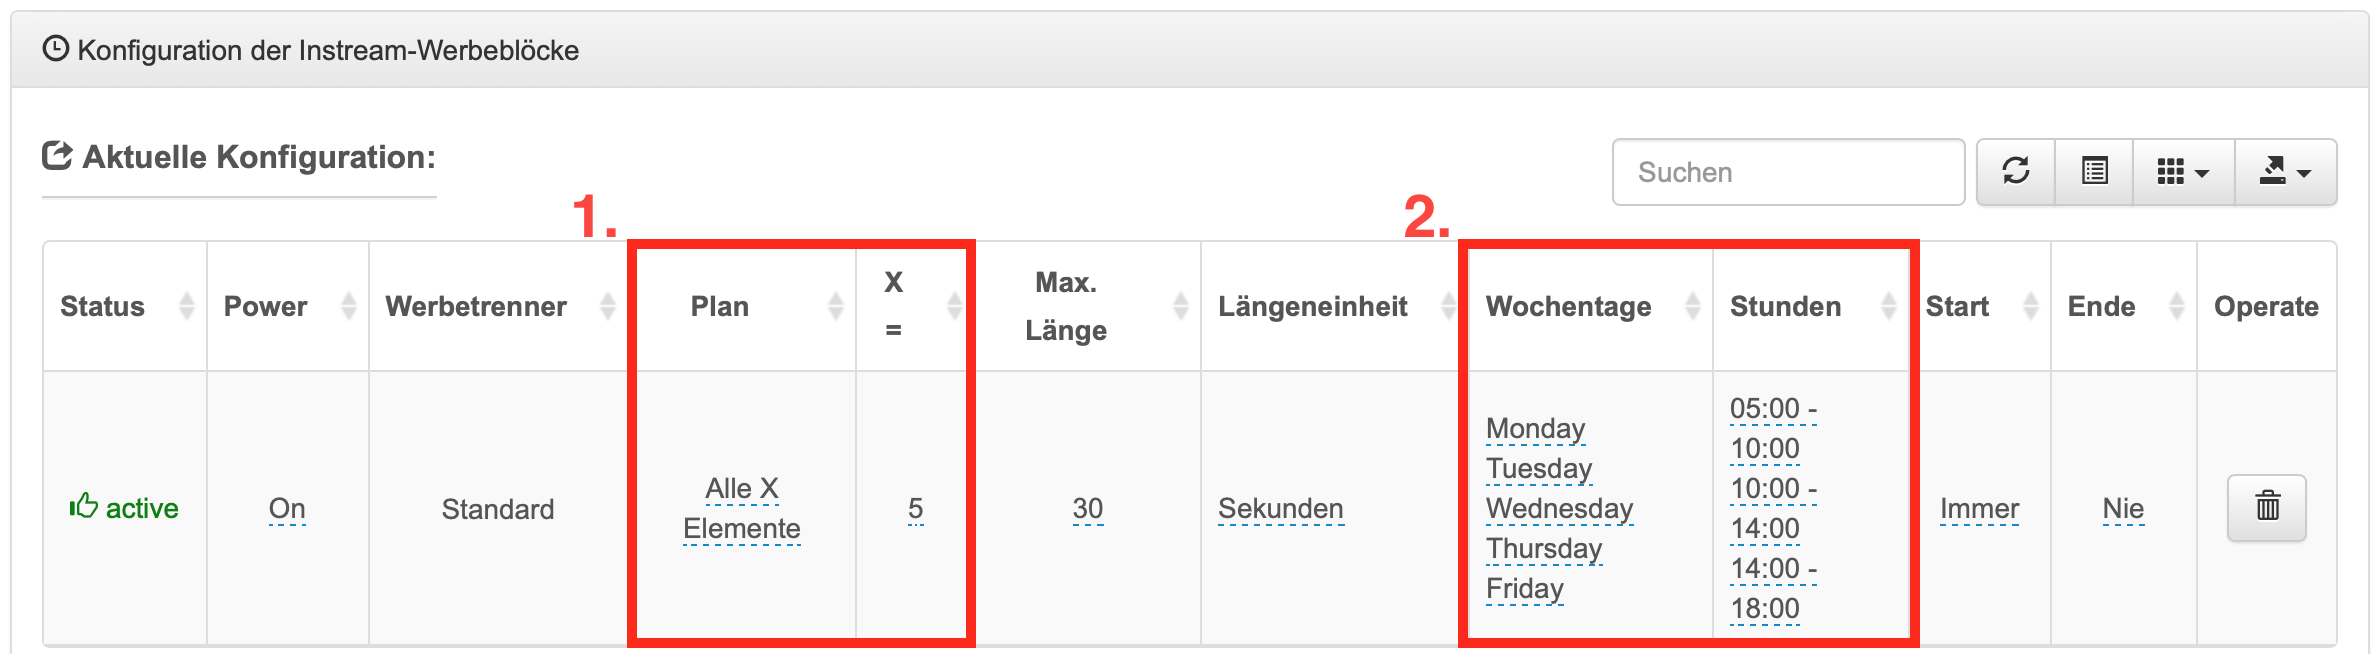 Konfiguration der Instream-Werbeblöcke
Aktuelle Konfiguration:
Suchen
1.
2.
Status
Power
Werbetrenner
Plan
X
=
Max.
Länge
Längeneinheit
Wochentage
Stunden
Start
Ende
Operate
active
On
Standard
Alle X
Elemente
5
30
Sekunden
Monday
Tuesday
Wednesday
Thursday
Friday
05:00 -
10:00
10:00 -
14:00
14:00 -
18:00
Immer
Nie